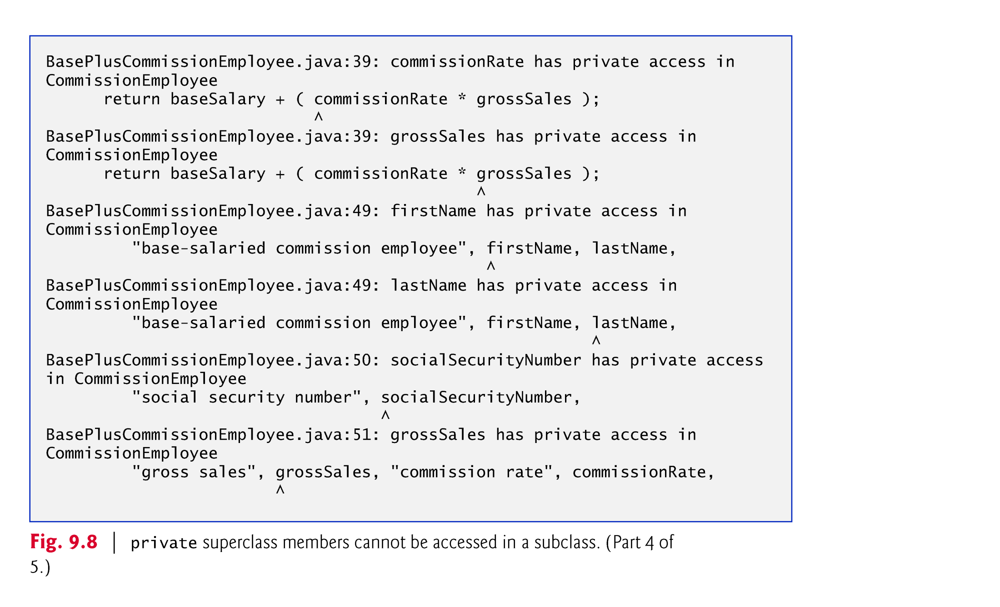 BasePlusCommissionEmployee.java:39: commissionRate has private access in
CommissionEmployee
      return baseSalary + ( commissionRate * grossSales );
                            ^
BasePlusCommissionEmployee.java:39: grossSales has private access in
CommissionEmployee
      return baseSalary + ( commissionRate * grossSales );
                                             ^
BasePlusCommissionEmployee.java:49: firstName has private access in
CommissionEmployee
         "base-salaried commission employee", firstName, lastName,
                                              ^
BasePlusCommissionEmployee.java:49: lastName has private access in
CommissionEmployee
         "base-salaried commission employee", firstName, lastName,
                                                         ^
BasePlusCommissionEmployee.java:50: socialSecurityNumber has private access
in CommissionEmployee
         "social security number", socialSecurityNumber,
                                   ^
BasePlusCommissionEmployee.java:51: grossSales has private access in
CommissionEmployee
         "gross sales", grossSales, "commission rate", commissionRate,
                        ^
Fig. 9.8 | private superclass members cannot be accessed in a subclass. (Part 4 of
5.)